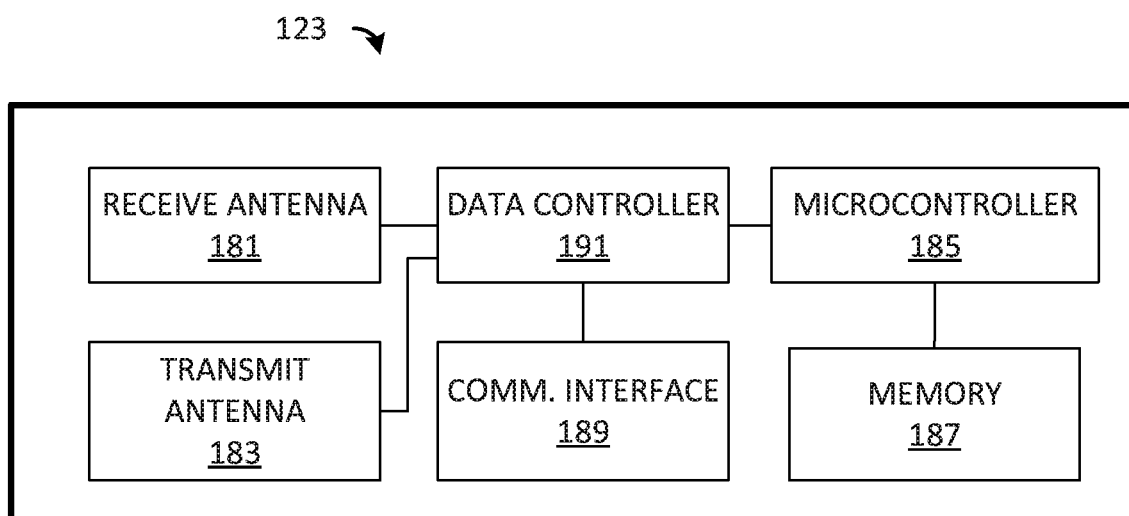 123
RECEIVE ANTENNA
181
DATA CONTROLLER
191
MICROCONTROLLER
185
TRANSMIT
ANTENNA
183
COMM. INTERFACE
189
MEMORY
187